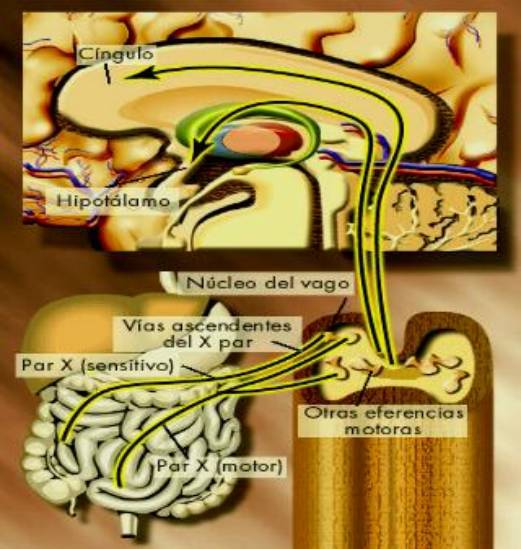 Cíngulo
Hipotálamo
Núcleo del vago
Vías ascendentes
del X par
Par X (sensitivo)
Otras eferencias
motoras
Par X (motor)